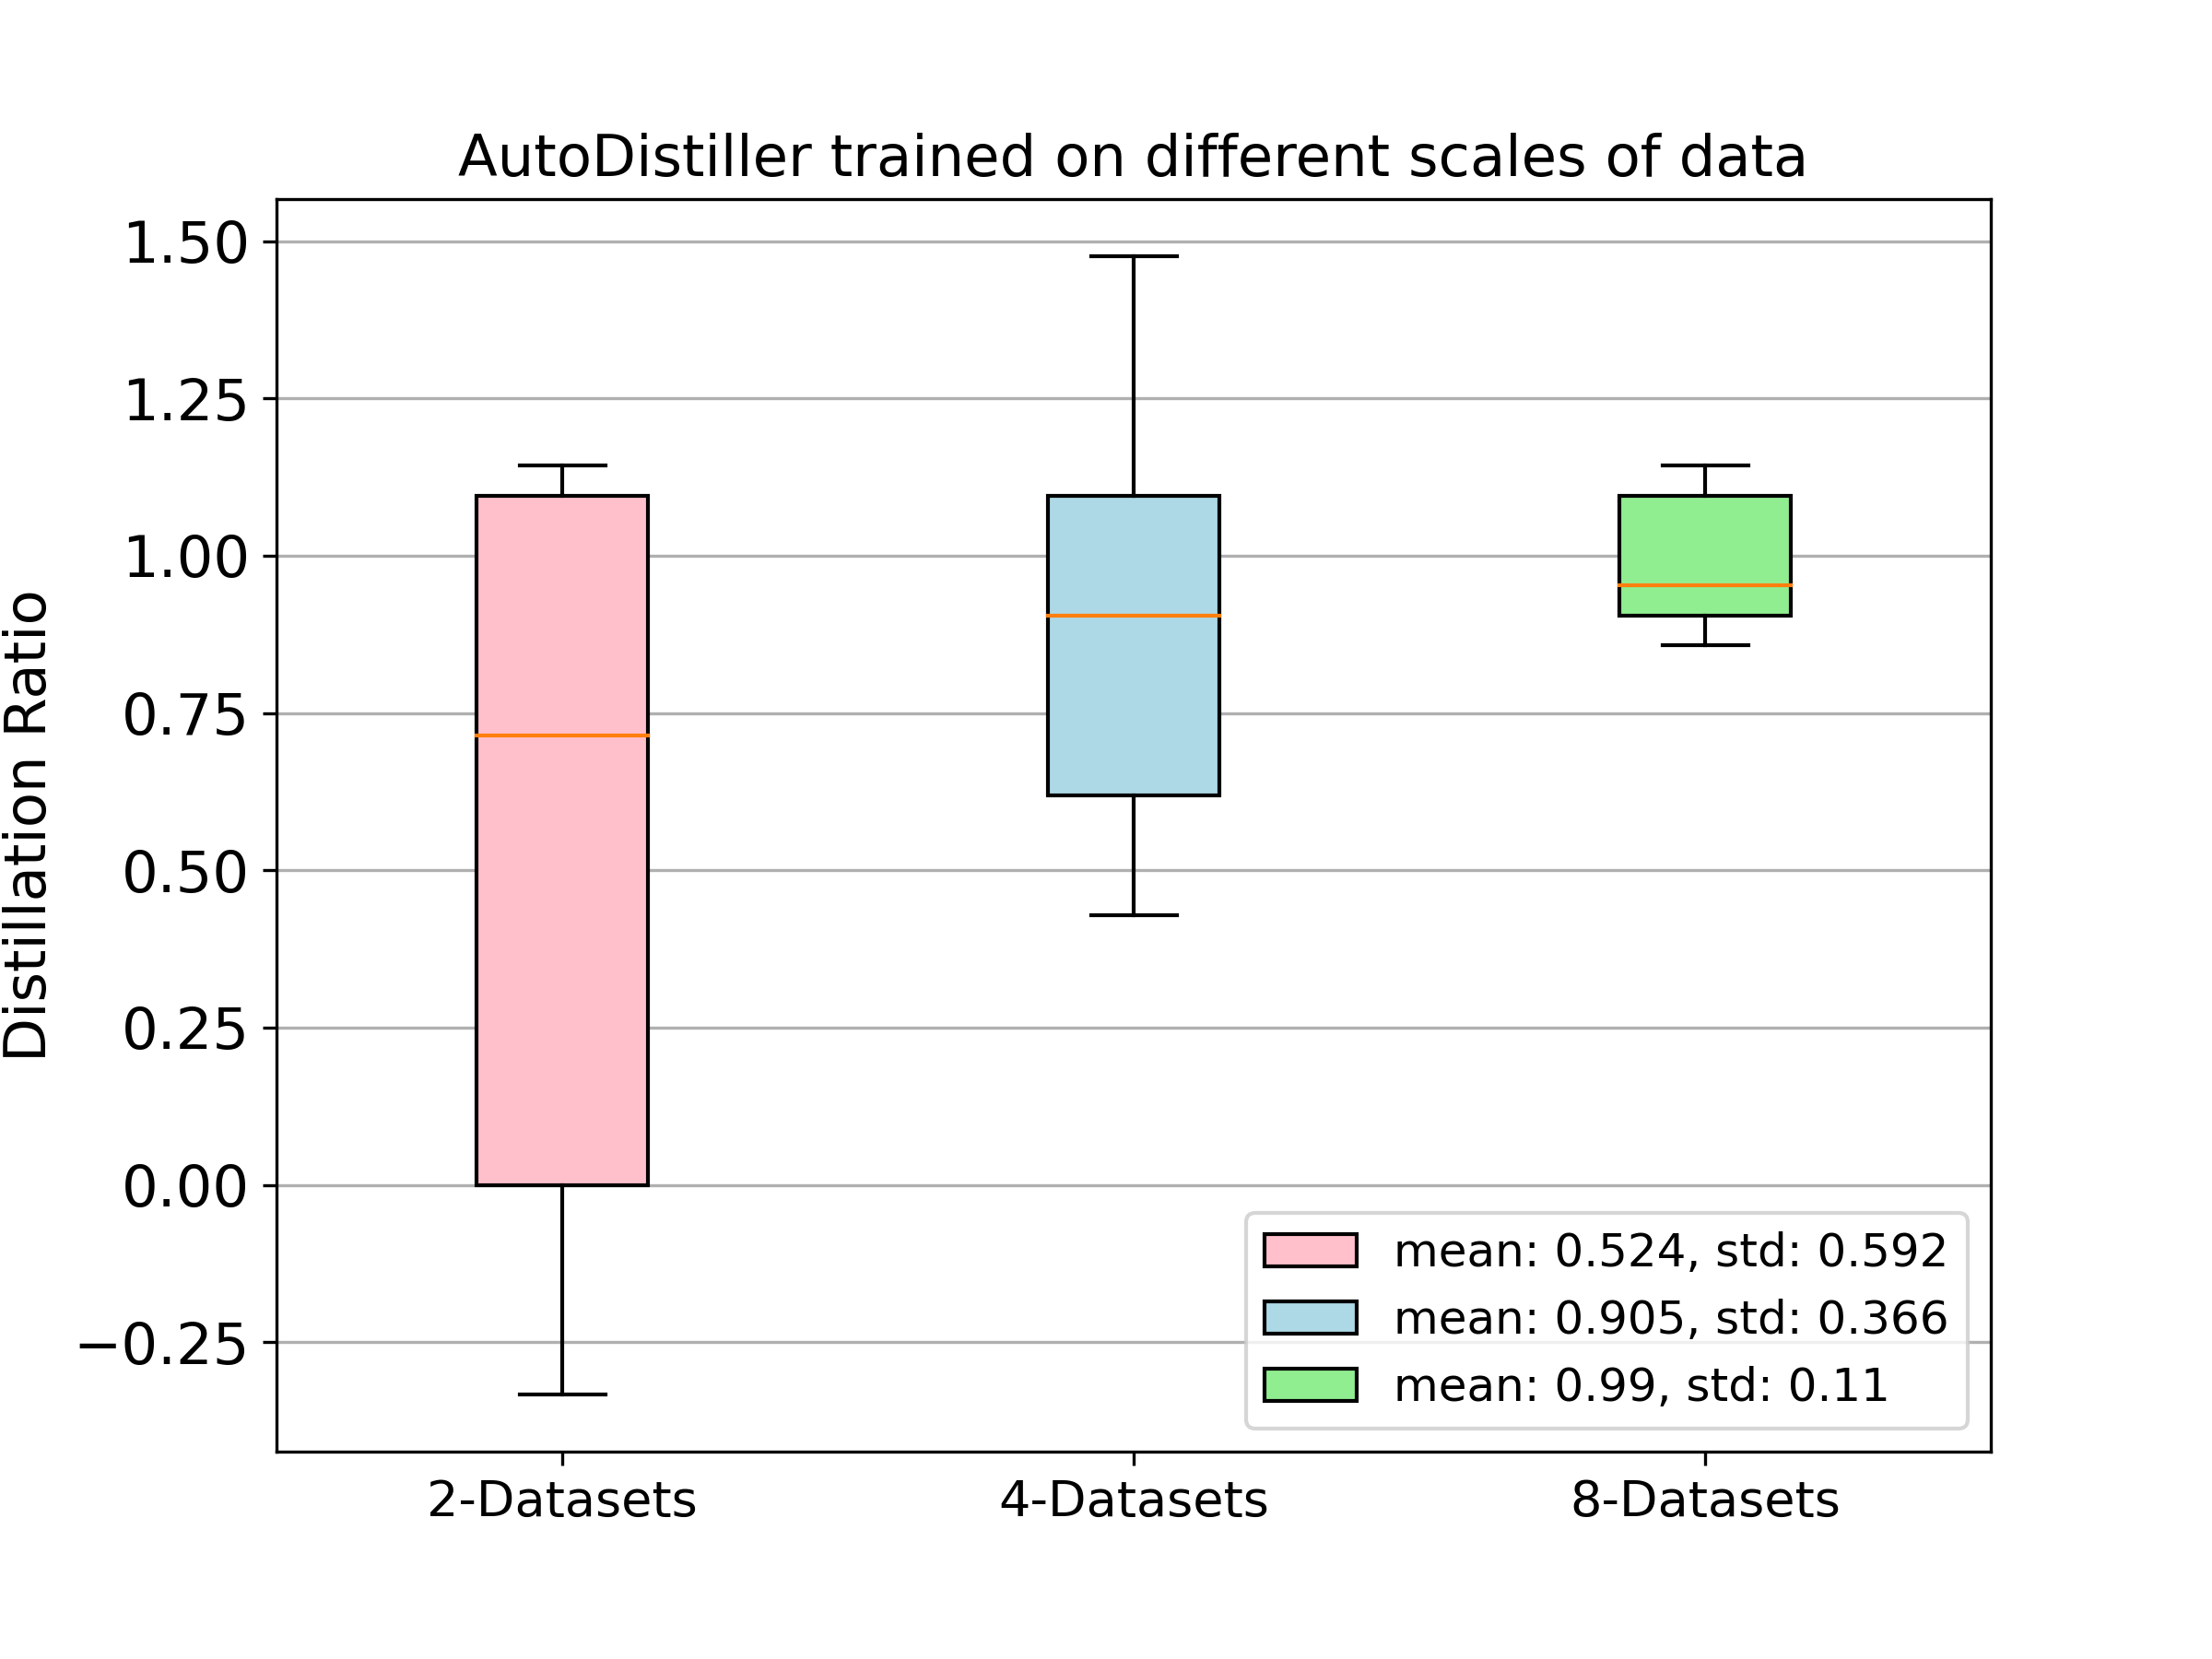 AutoDistiller trained on different scales of data
Distillation Ratio
1.50
1.25
1.00
0.75
0.50
0.25
0.00
−0.25
mean: 0.524, std: 0.592
mean: 0.905, std: 0.366
mean: 0.99, std: 0.11
2-Datasets
4-Datasets
8-Datasets